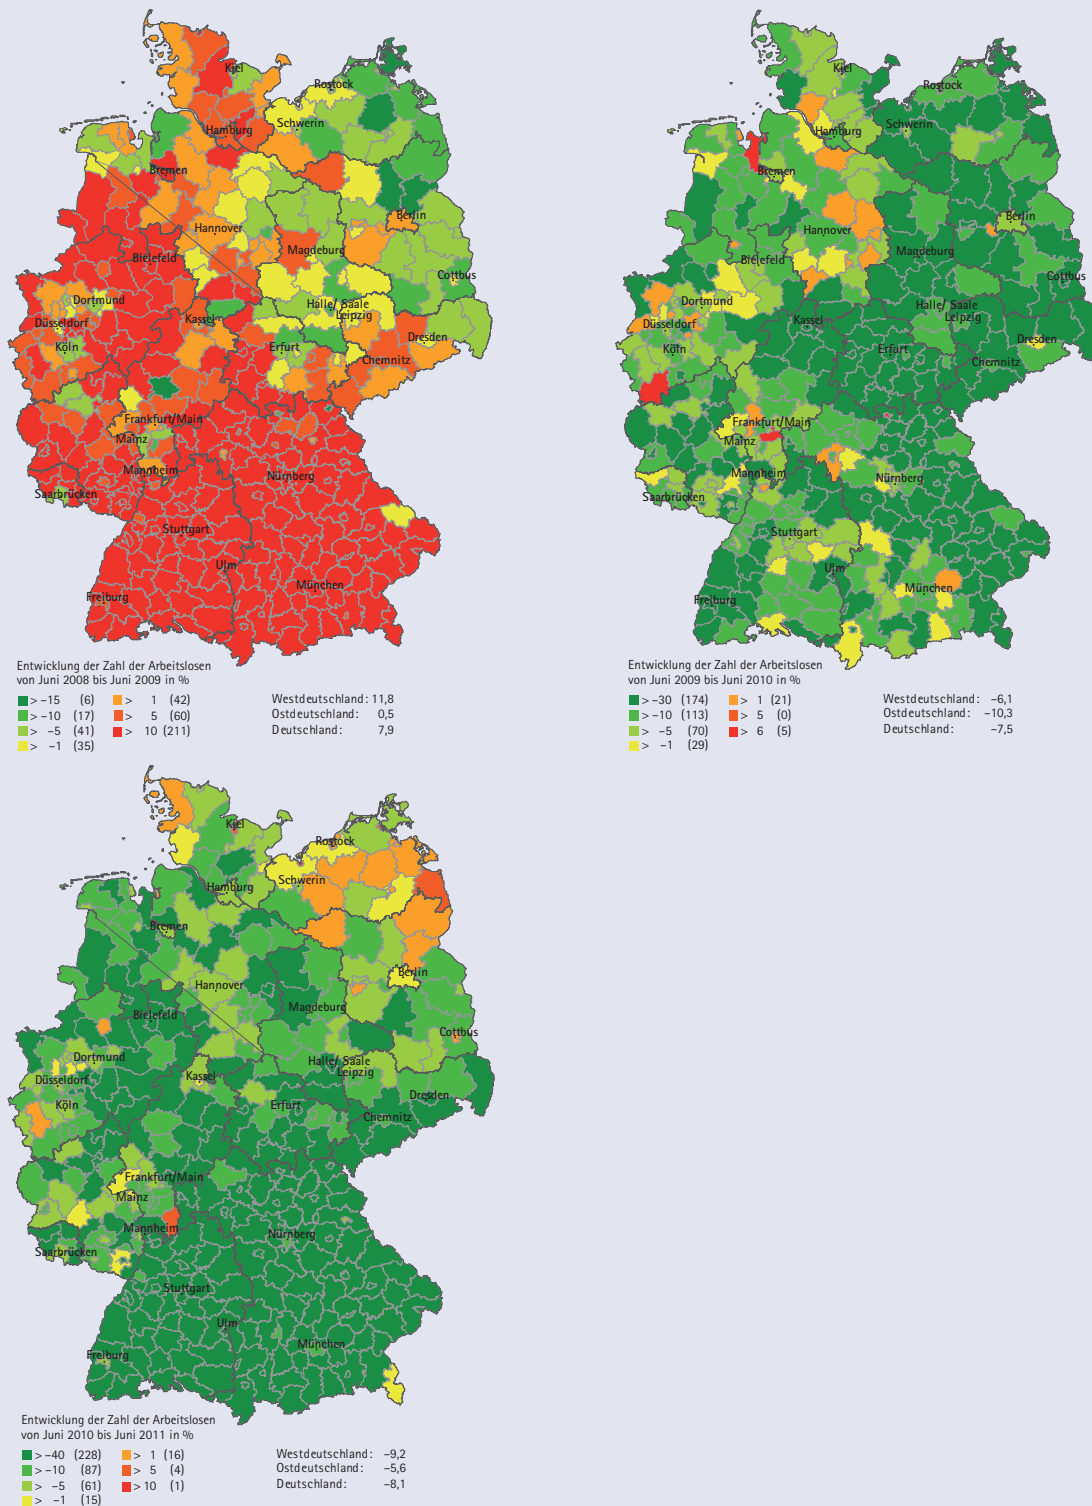 Kiel
Rostock
Schwerin
Hamburg
Bremen
Berlin
Hannover
Magdeburg
Bielefeld
Cottbus
Dortmund
Halle/ Saale
Leipzig
Düsseldorf
Kassel
Dresden
Köln
Erfurt
Chemnitz
Frankfurt/Main
Mainz
Mannheim
Nürnberg
Saarbrücken
Stuttgart
Ulm
München
Freiburg
Entwicklung der Zahl der Arbeitslosen
von Juni 2008 bis Juni 2009 in %
> −15 (6) > 1 (42)
> −10 (17) > 5 (60)
> −5 (41) > 10 (211)
> −1 (35)
Westdeutschland: 11,8
Ostdeutschland: 0,5
Deutschland: 7,9
Kiel
Rostock
Schwerin
Hamburg
Bremen
Berlin
Hannover
Magdeburg
Bielefeld
Cottbus
Dortmund
Halle/ Saale
Leipzig
Düsseldorf
Kassel
Dresden
Köln
Erfurt
Chemnitz
Frankfurt/Main
Mainz
Mannheim
Nürnberg
Saarbrücken
Stuttgart
Ulm
München
Freiburg
Entwicklung der Zahl der Arbeitslosen
von Juni 2009 bis Juni 2010 in %
> −30 (174) > 1 (21)
> −10 (113) > 5 (0)
> −5 (70) > 6 (5)
> −1 (29)
Westdeutschland: −6,1
Ostdeutschland: −10,3
Deutschland: −7,5
Kiel
Rostock
Schwerin
Hamburg
Bremen
Berlin
Hannover
Magdeburg
Bielefeld
Cottbus
Dortmund
Halle/ Saale
Leipzig
Düsseldorf
Kassel
Dresden
Köln
Erfurt
Chemnitz
Frankfurt/Main
Mainz
Mannheim
Nürnberg
Saarbrücken
Stuttgart
Ulm
München
Freiburg
Entwicklung der Zahl der Arbeitslosen
von Juni 2010 bis Juni 2011 in %
> −40 (228) > 1 (16)
> −10 (87) > 5 (4)
> −5 (61) > 10 (1)
> −1 (15)
Westdeutschland: −9,2
Ostdeutschland: −5,6
Deutschland: −8,1